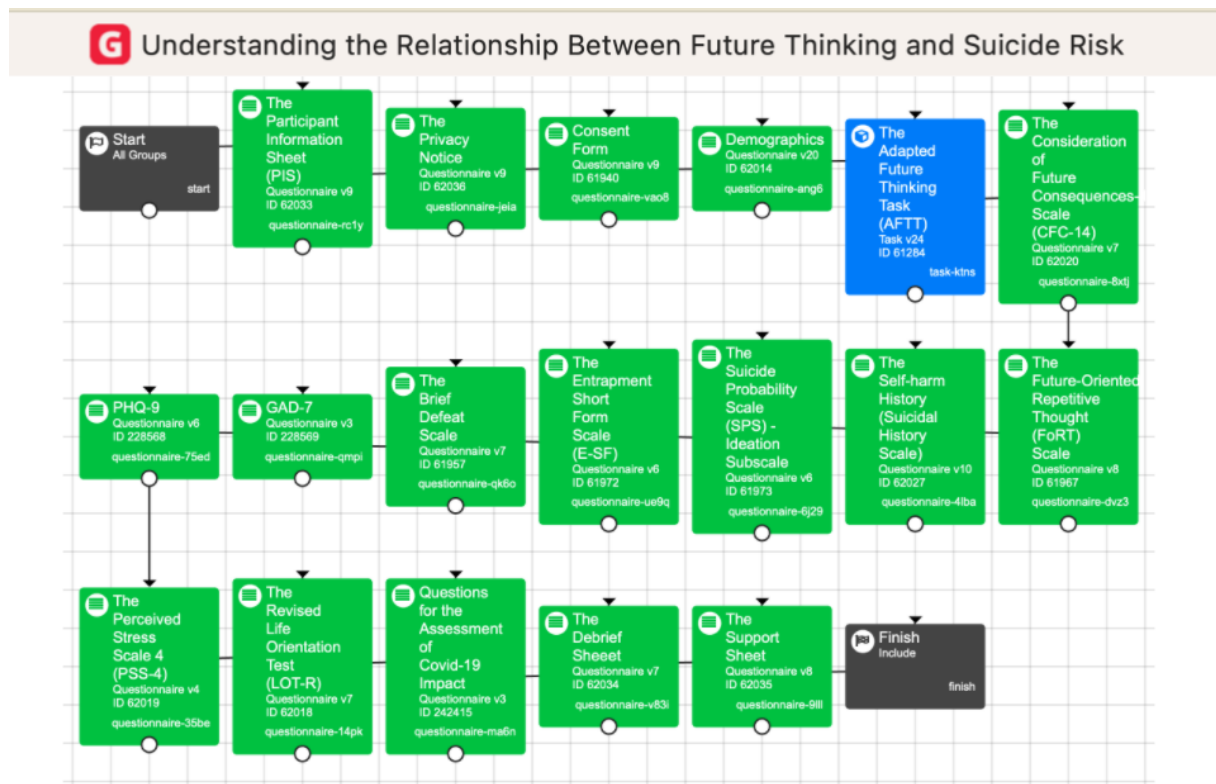 G Understanding the Relationship Between Future Thinking and Suicide Risk
Start
All Groups
start
The
Participant
Information
Sheet
(PIS)
Questionnaire v9
ID 62033
questionnaire-rc1y
The
Privacy
Notice
Questionnaire v9
ID 62036
questionnaire-jeia
Consent
Form
Questionnaire v9
ID 61940
questionnaire-vao8
Demographics
Questionnaire v20
ID 62014
questionnaire-ang6
The
Adapted
Future
Thinking
Task
(AFTT)
Task v24
ID 61284
task-ktns
The
Consideration
of
Future
Consequences-
Scale
(CFC-14)
Questionnaire v7
ID 62020
questionnaire-8xtj
PHQ-9
Questionnaire v6
ID 228568
questionnaire-75ed
GAD-7
Questionnaire v3
ID 228569
questionnaire-qmpi
The
Brief
Defeat
Scale
Questionnaire v7
ID 61957
questionnaire-qk6o
The
Entrapment
Short
Form
Scale
(E-SF)
Questionnaire v6
ID 61972
questionnaire-ue9q
The
Suicide
Probability
Scale
(SPS) -
Ideation
Subscale
Questionnaire v6
ID 61973
questionnaire-6j29
The
Self-harm
History
(Suicidal
History
Scale)
Questionnaire v10
ID 62027
questionnaire-4lba
The
Future-Oriented
Repetitive
Thought
(FoRT)
Scale
Questionnaire v8
ID 61967
questionnaire-dvz3
The
Perceived
Stress
Scale 4
(PSS-4)
Questionnaire v4
ID 62019
questionnaire-35be
The
Revised
Life
Orientation
Test
(LOT-R)
Questionnaire v7
ID 62018
questionnaire-14pk
Questions
for the
Assessment
of
Covid-19
Impact
Questionnaire v3
ID 242415
questionnaire-ma6n
The
Debrief
Sheeet
Questionnaire v7
ID 62034
questionnaire-v83i
The
Support
Sheet
Questionnaire v8
ID 62035
questionnaire-9lll
Finish
Include
finish